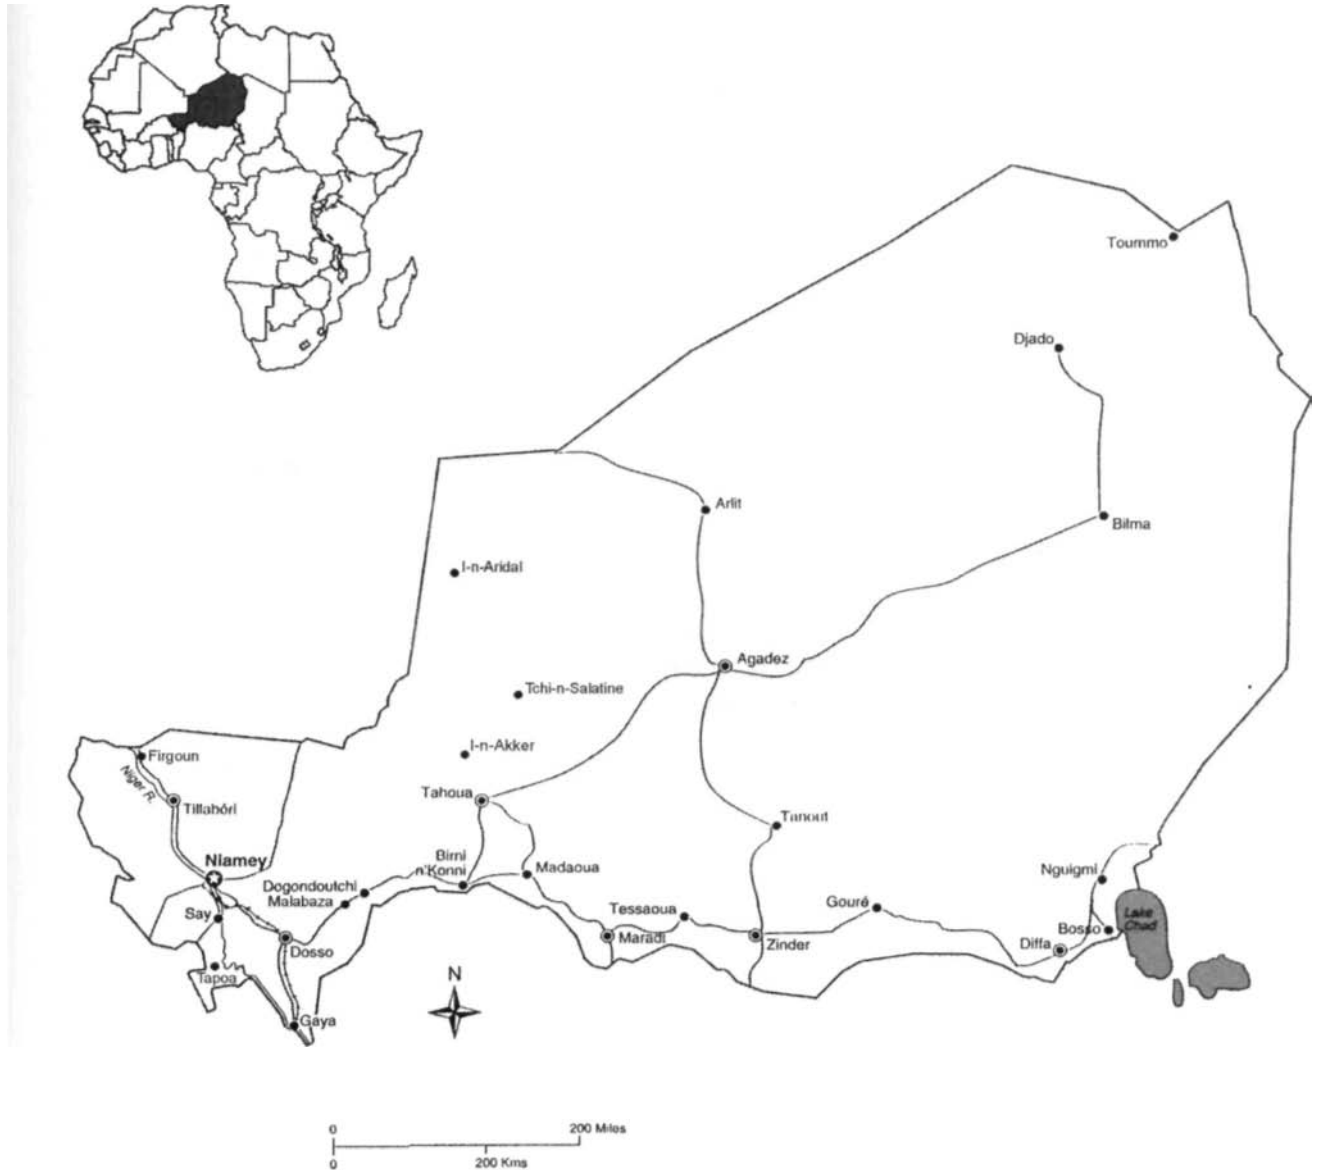 Tournmo
Djado
Arlit
Bilma
I-n-Aridal
Agadez
Tchi-n-Salatine
I-n-Akker
Firgoun
Niger R.
Tillabéri
Tahoua
Tanout
Niamey
Birni
n'Konni
Madaoua
Nguigmi
Dogondoutchi
Malabaza
Gouré
Say
Tessaoua
Maradi
Zinder
Lake
Chad
Bosso
Diffa
Dosso
Tapoa
N
Gaya
0
200 Miles
0
200 Kms